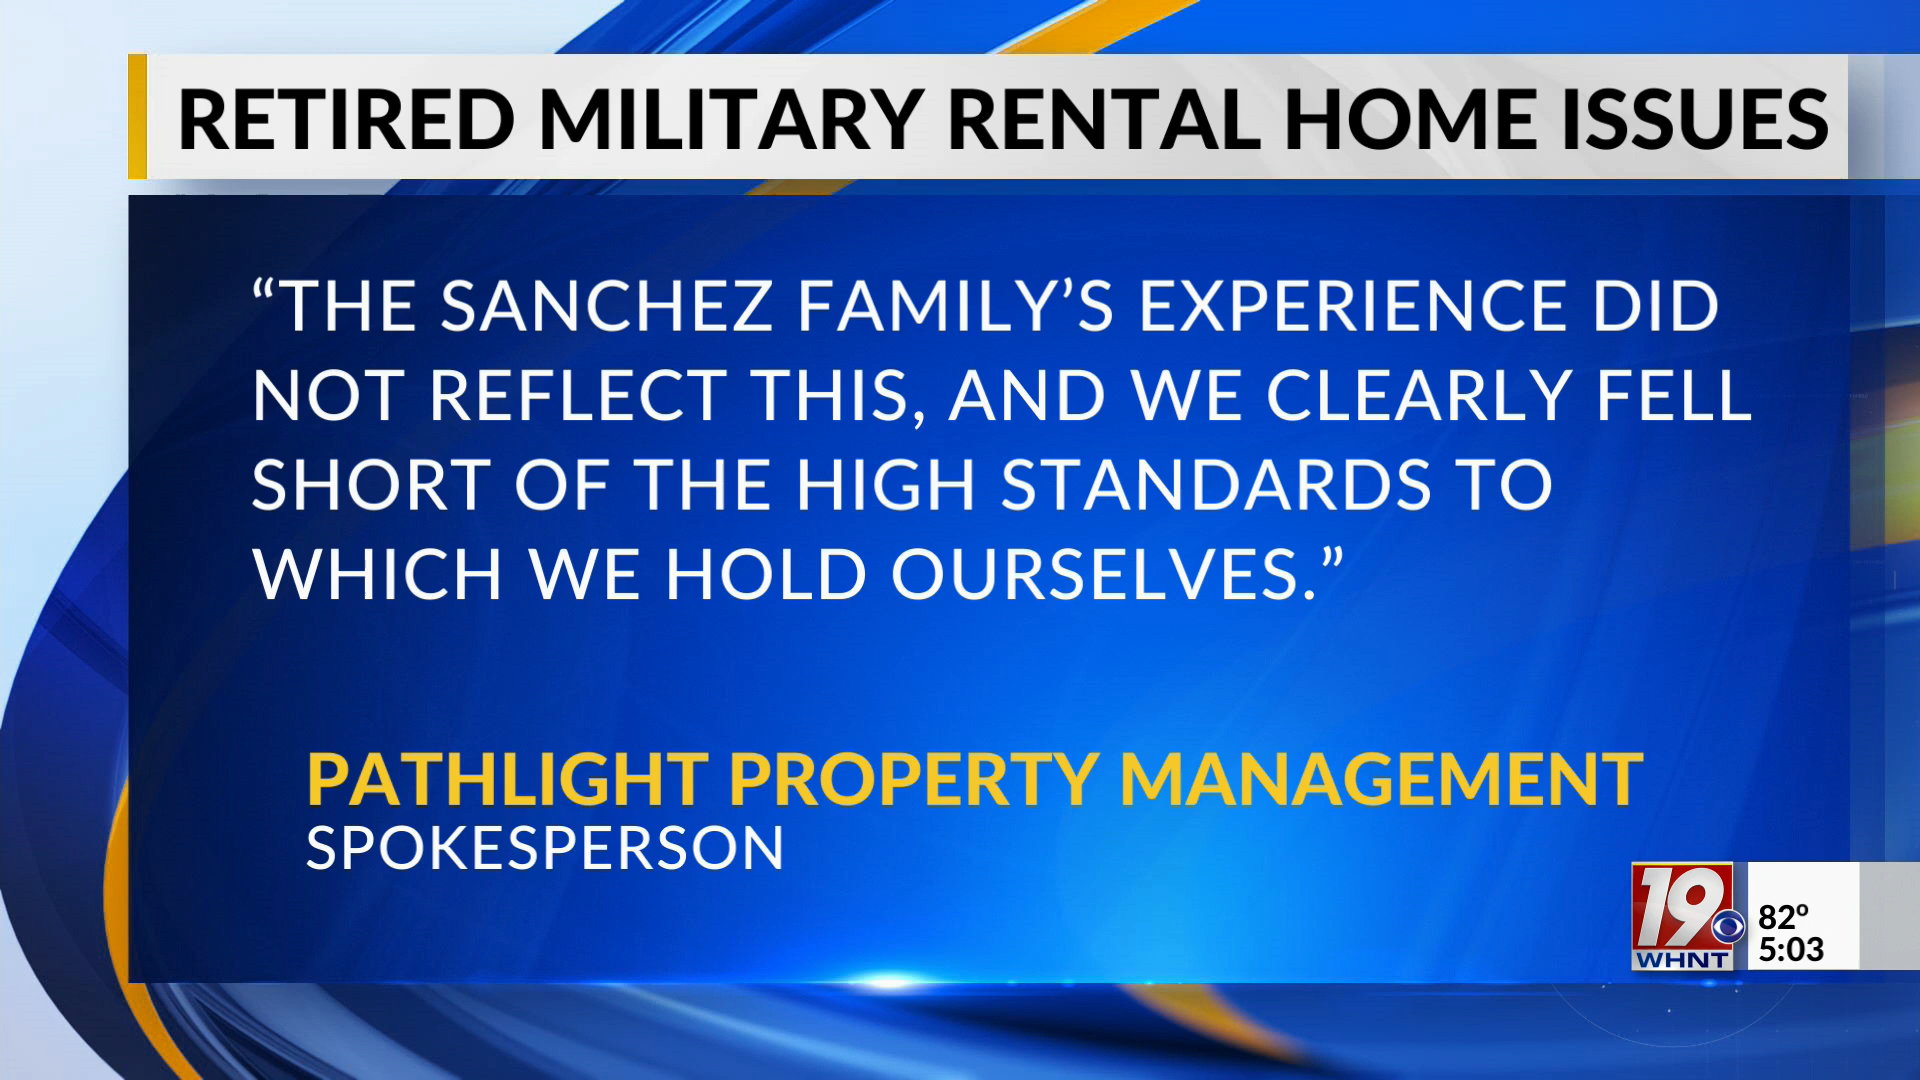 RETIRED MILITARY RENTAL HOME ISSUES
“THE SANCHEZ FAMILY’S EXPERIENCE DID
NOT REFLECT THIS, AND WE CLEARLY FELL
SHORT OF THE HIGH STANDARDS TO
WHICH WE HOLD OURSELVES.”
PATHLIGHT PROPERTY MANAGEMENT
SPOKESPERSON
19
WHNT
82º
5:03